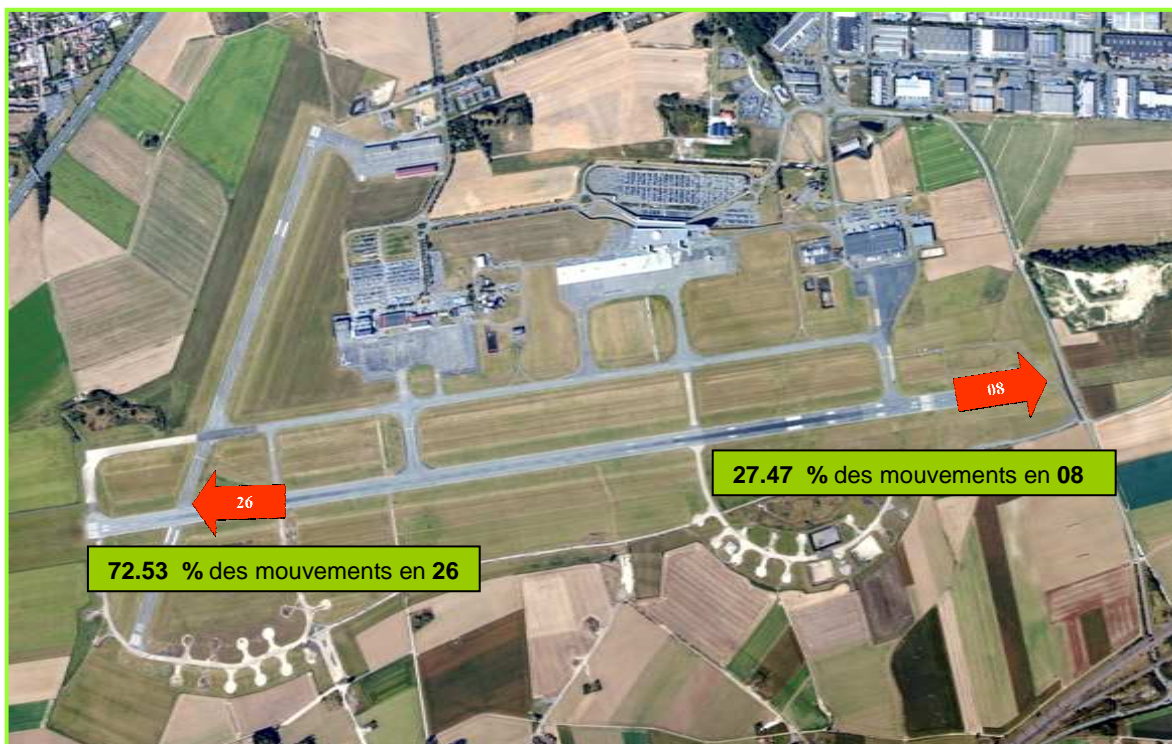 08
27.47 % des mouvements en 08
26
72.53 % des mouvements en 26